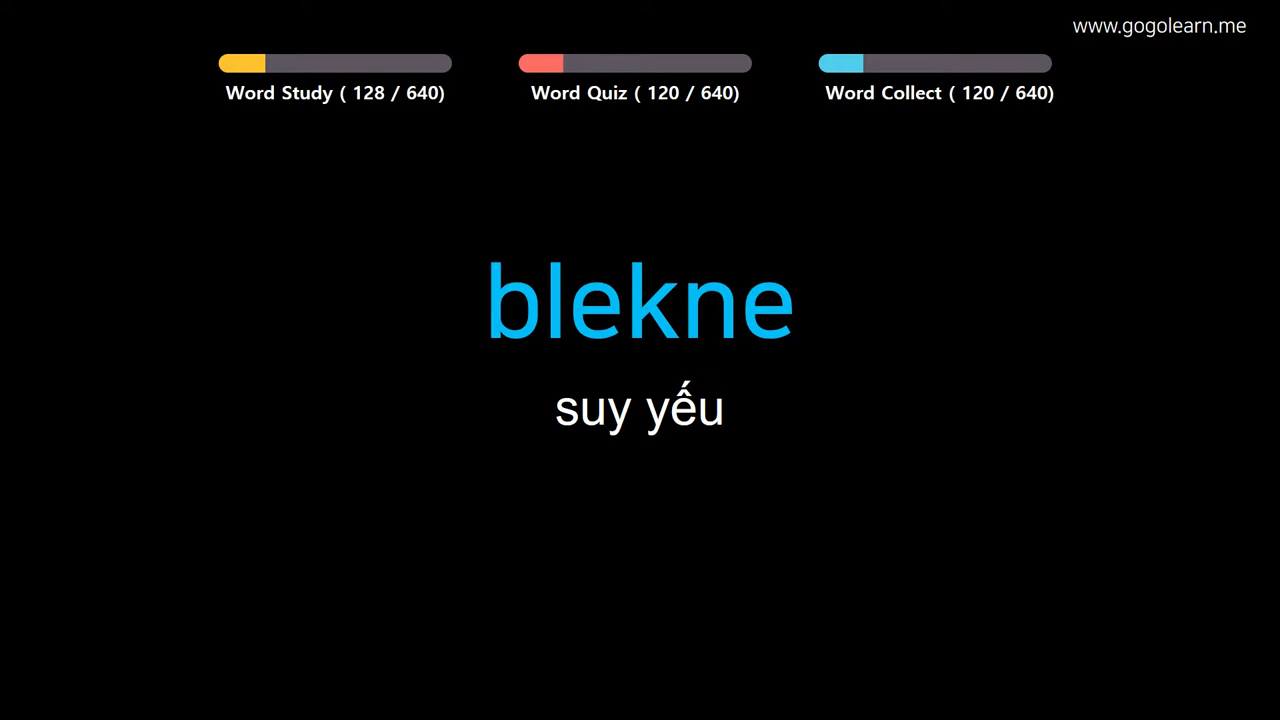 www.gogolearn.me
Word Study ( 128 / 640)
Word Quiz ( 120 / 640)
Word Collect ( 120 / 640)
blekne
suy yếu